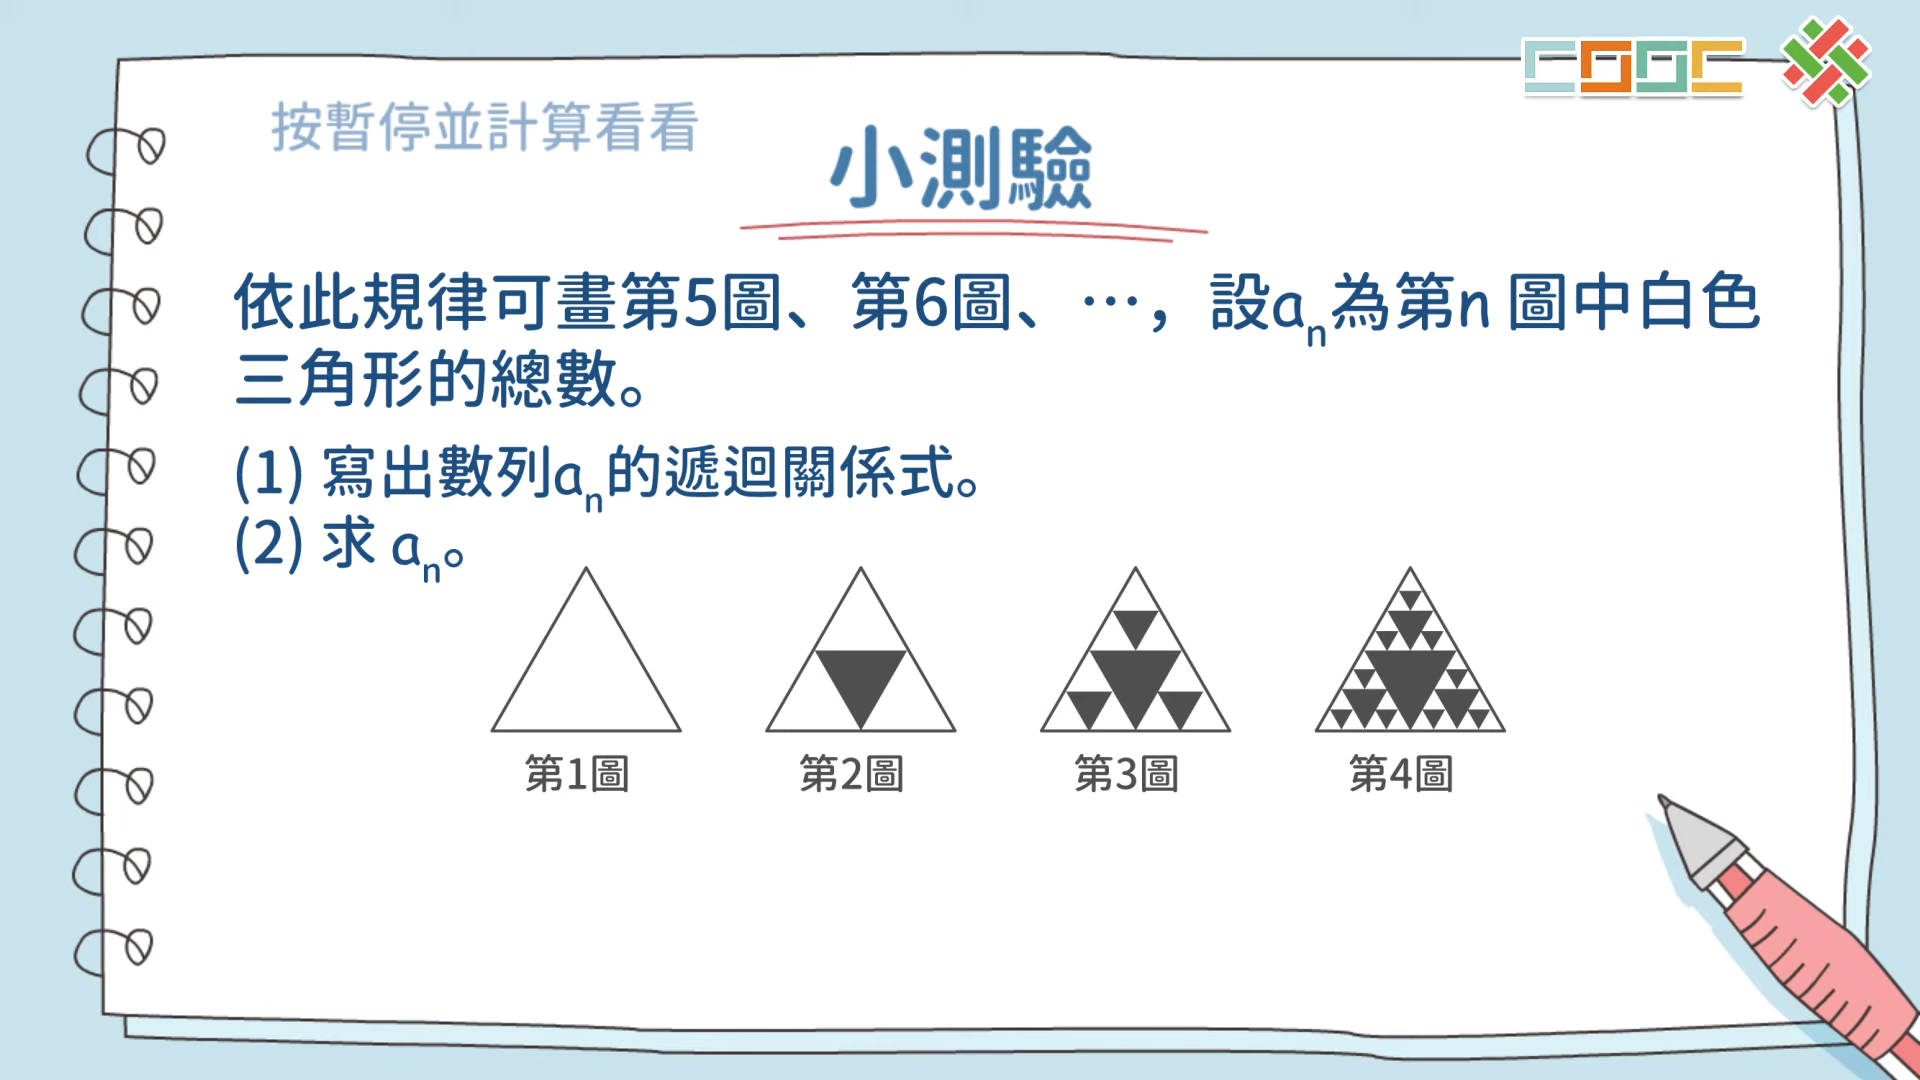 按暫停並計算看看
小測驗
依此規律可畫第5圖、第6圖、…，設aₙ為第n 圖中白色
三角形的總數。
(1) 寫出數列aₙ的遞迴關係式。
(2) 求 aₙ。
第1圖 第2圖 第3圖 第4圖
COOC